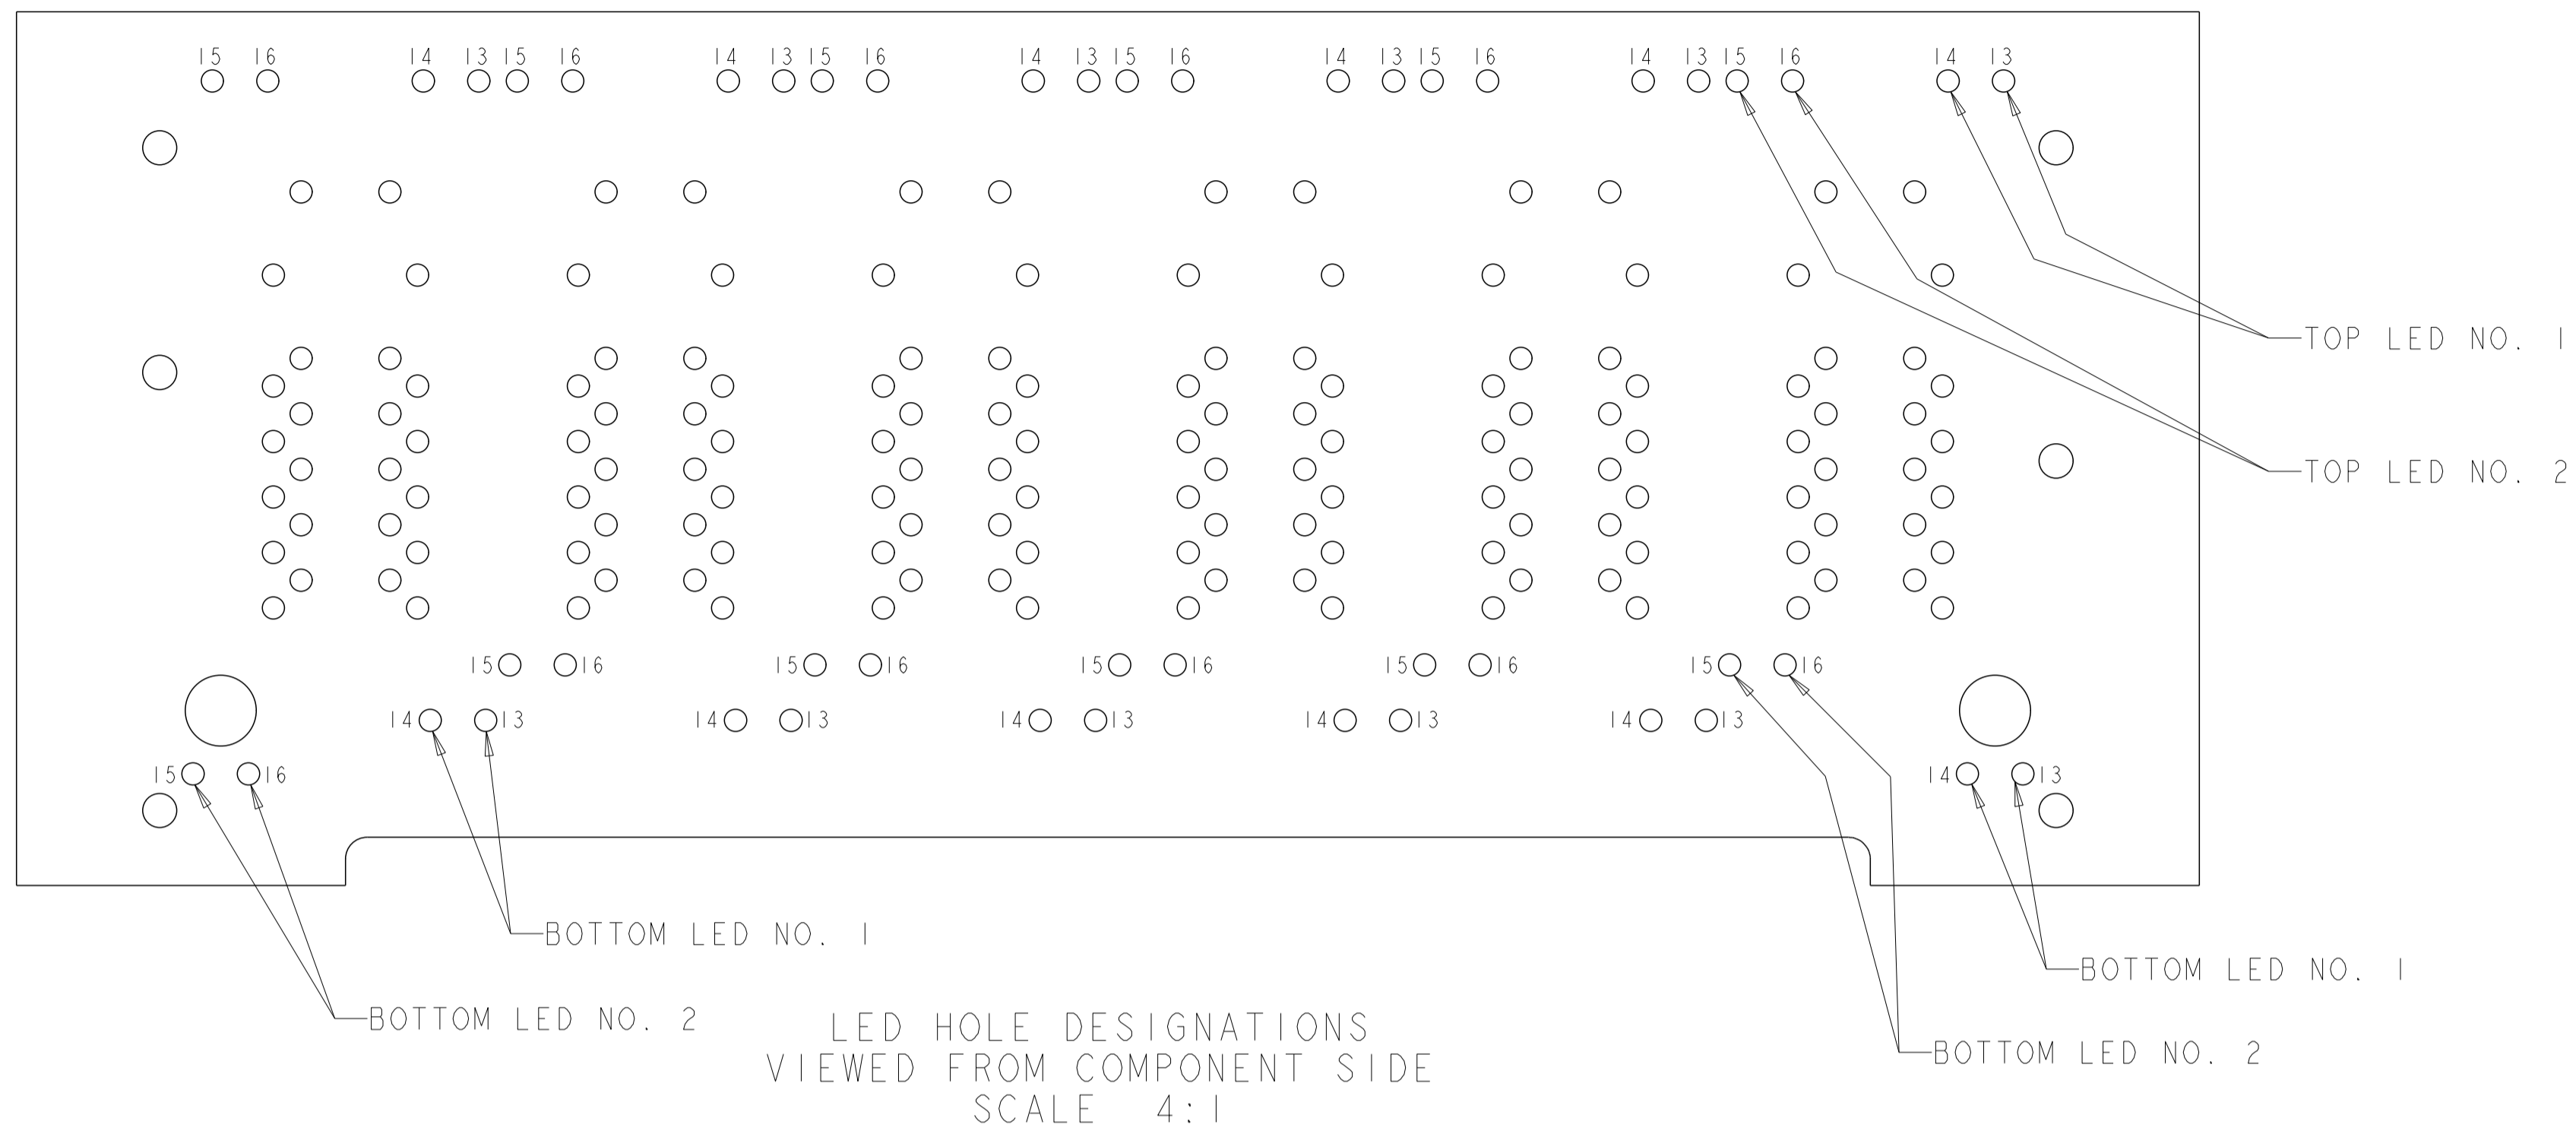 15 16 14 13 15 16 14 13 15 16 14 13 15 16 14 13 15 16 14 13 15 16 14 13
TOP LED NO. 1
TOP LED NO. 2
15 16 15 16 15 16 15 16 15 16
14 13 14 13 14 13 14 13 14 13
15 16 14 13
BOTTOM LED NO. 1
BOTTOM LED NO. 1
BOTTOM LED NO. 2
BOTTOM LED NO. 2
LED HOLE DESIGNATIONS
VIEWED FROM COMPONENT SIDE
SCALE 4:1